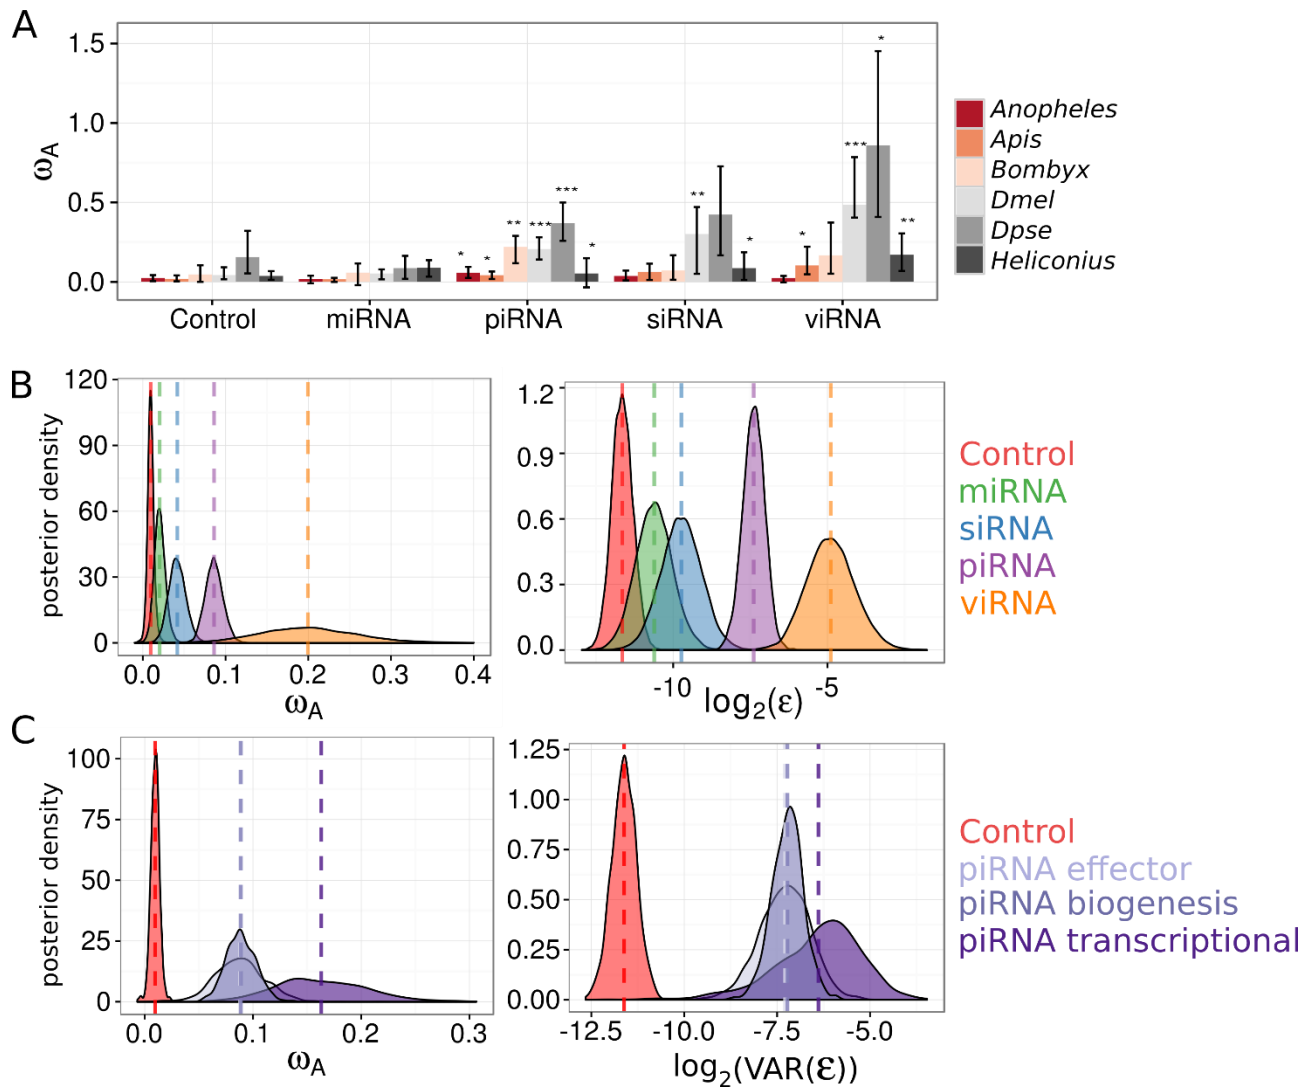 A
1.5
1.0
0.5
0.0
ωA
* * ** *** *** * ** * * *** * **
Control miRNA piRNA siRNA viRNA
Anopheles
Apis
Bombyx
Dmel
Dpse
Heliconius
B
posterior density
120
90
60
30
0
0.0 0.1 0.2 0.3 0.4
ωA
1.2
0.9
0.6
0.3
0.0
-10 -5
log2(ε)
Control
miRNA
siRNA
piRNA
viRNA
C
posterior density
100
75
50
25
0
0.0 0.1 0.2 0.3
ωA
1.25
1.00
0.75
0.50
0.25
0.00
-12.5 -10.0 -7.5 -5.0
log2(VAR(ε))
Control
piRNA effector
piRNA biogenesis
piRNA transcriptional